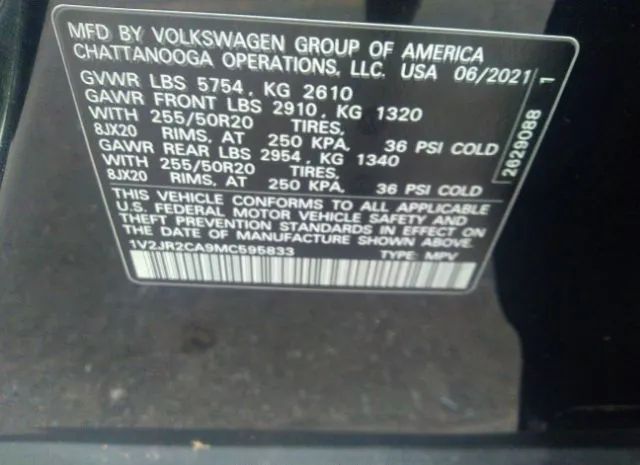 MFD BY VOLKSWAGEN GROUP OF AMERICA
CHATTANOOGA OPERATIONS, LLC. USA 06/2021
GVWR LBS 5754, KG 2610
GAWR FRONT LBS 2910, KG 1320
WITH 255/50R20 TIRES,
8JX20 RIMS, AT 250 KPA, 36 PSI COLD
GAWR REAR LBS 2954, KG 1340
WITH 255/50R20 TIRES,
8JX20 RIMS, AT 250 KPA, 36 PSI COLD
THIS VEHICLE CONFORMS TO ALL APPLICABLE
U.S. FEDERAL MOTOR VEHICLE SAFETY AND
THEFT PREVENTION STANDARDS IN EFFECT ON
THE DATE OF MANUFACTURE SHOWN ABOVE.
1V2JR2CA9MC595833 TYPE: MPV
2629088 1